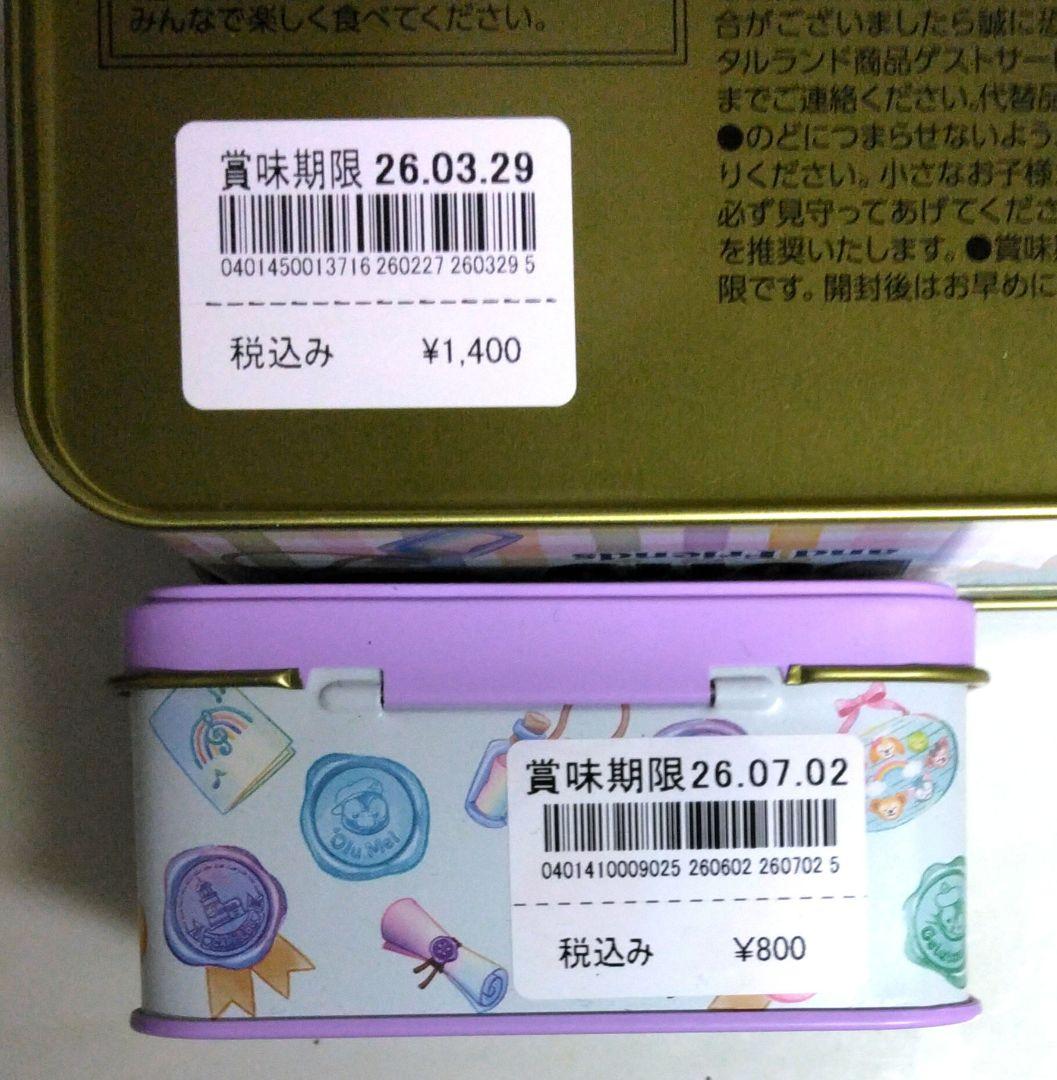 みんなで楽しく食べてください。
合がございましたら誠に恐
タルランド商品ゲストサー
までご連絡ください。代替品
●のどにつまらせないよう
りください。小さなお子様
必ず見守ってあげてくださ
を推奨いたします。●賞味
限です。開封後はお早めに
賞味期限 26.03.29
0401450013716 260227 260329 5
税込み ¥1,400
and Friends
'Olu Mel
賞味期限26.07.02
0401410009025 260602 260702 5
税込み ¥800